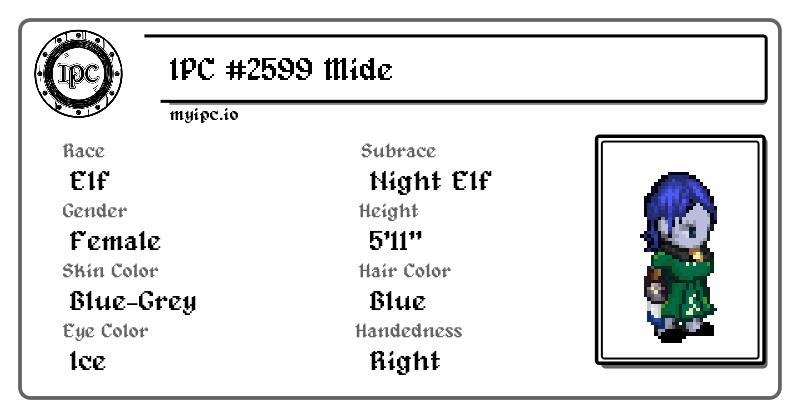 IPC
IPC #2599 Mide
myipc.io
Race
Subrace
Elf
Night Elf
Gender
Height
Female
5'11"
Skin Color
Hair Color
Blue-Grey
Blue
Eye Color
Handedness
Ice
Right